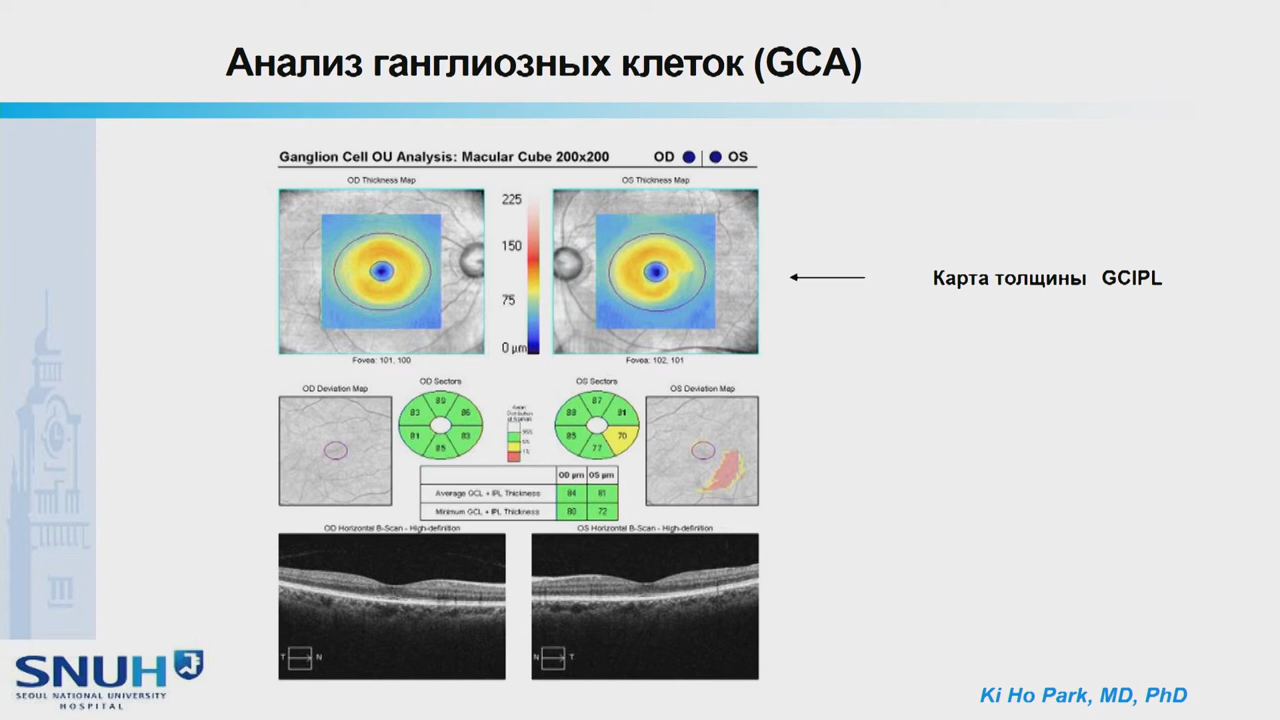 Анализ ганглиозных клеток (GCA)
Ganglion Cell OU Analysis: Macular Cube 200x200 OD OS
OD Thickness Map
OS Thickness Map
225
150
75
0 µm
Fovea: 101, 100
Fovea: 102, 101
Карта толщины GCIPL
OD Deviation Map
OD Sectors
89
83
86
81
83
85
OS Sectors
87
88
81
85
70
77
OS Deviation Map
95%
5%
1%
OD µm OS µm
Average GCL + IPL Thickness 84 81
Minimum GCL + IPL Thickness 80 72
OD Horizontal B-Scan - High-definition
OS Horizontal B-Scan - High-definition
T N
N T
SNUH
SEOUL NATIONAL UNIVERSITY
HOSPITAL
Ki Ho Park, MD, PhD